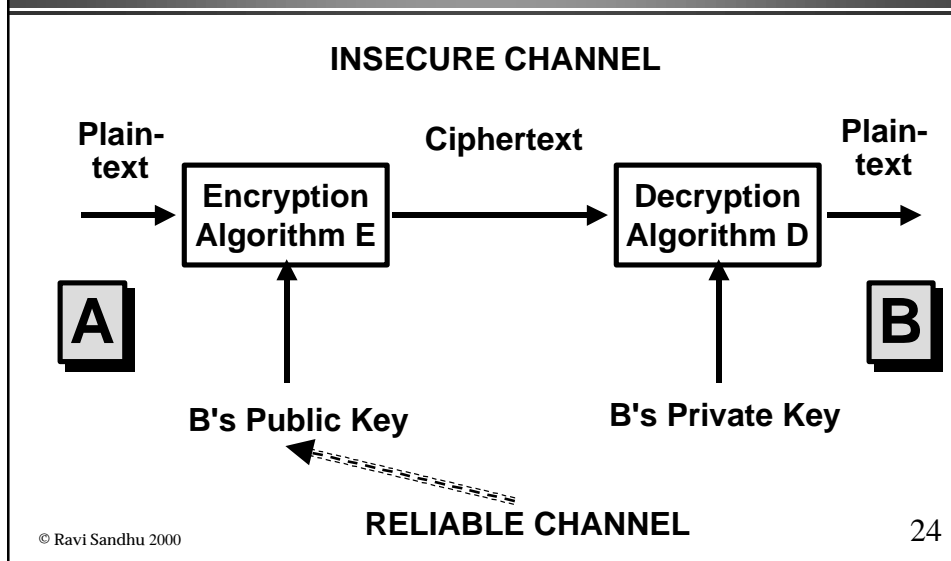 INSECURE CHANNEL
Plain-
text
Ciphertext
Plain-
text
Encryption
Algorithm E
Decryption
Algorithm D
A
B
B's Public Key
B's Private Key
RELIABLE CHANNEL
© Ravi Sandhu 2000
24